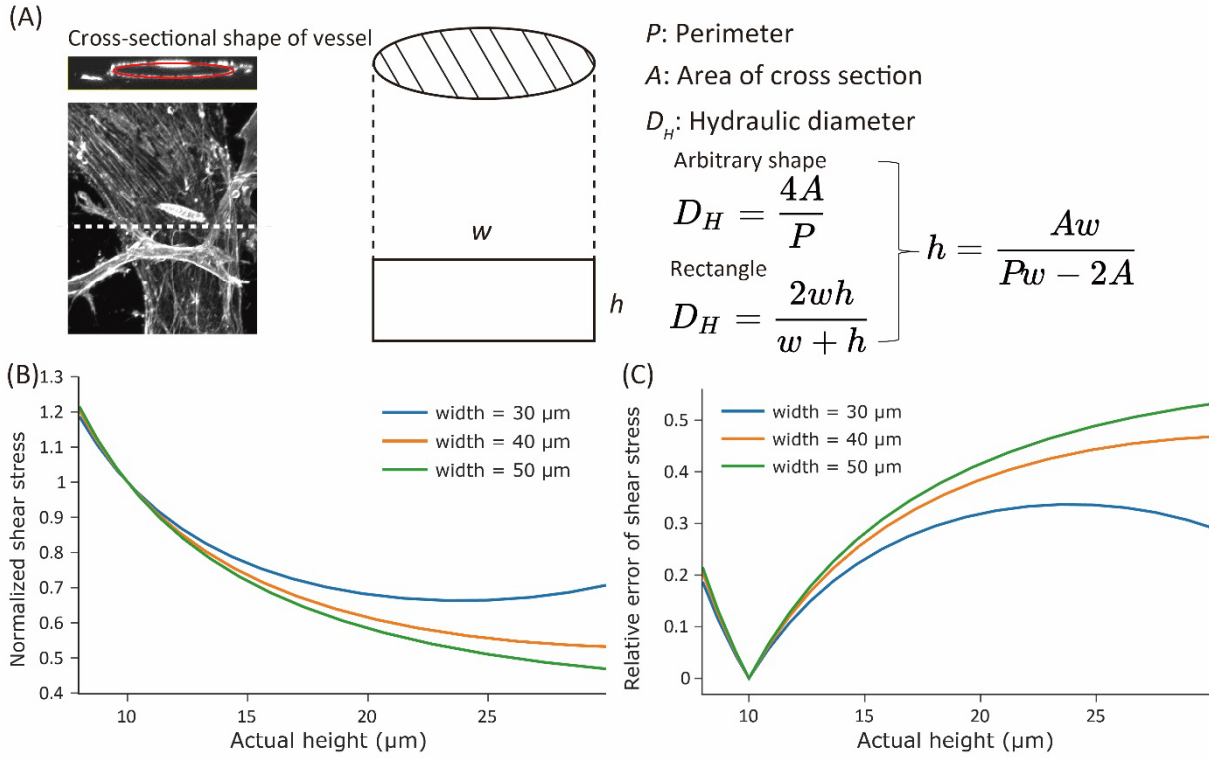 (A)
Cross-sectional shape of vessel
w
h
P: Perimeter
A: Area of cross section
D_H: Hydraulic diameter
Arbitrary shape
D_H = 4A/P
Rectangle
D_H = 2wh/(w + h)
h = Aw/(Pw − 2A)
(B)
1.3
1.2
1.1
1
0.9
0.8
0.7
0.6
0.5
0.4
Normalized shear stress
width = 30 µm
width = 40 µm
width = 50 µm
10
15
20
25
Actual height (µm)
(C)
0.5
0.4
0.3
0.2
0.1
0
Relative error of shear stress
width = 30 µm
width = 40 µm
width = 50 µm
10
15
20
25
Actual height (µm)